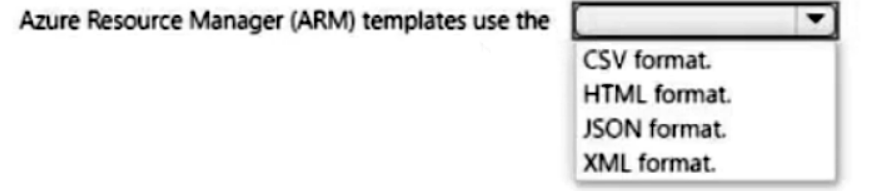 Azure Resource Manager (ARM) templates use the
CSV format.
HTML format.
JSON format.
XML format.